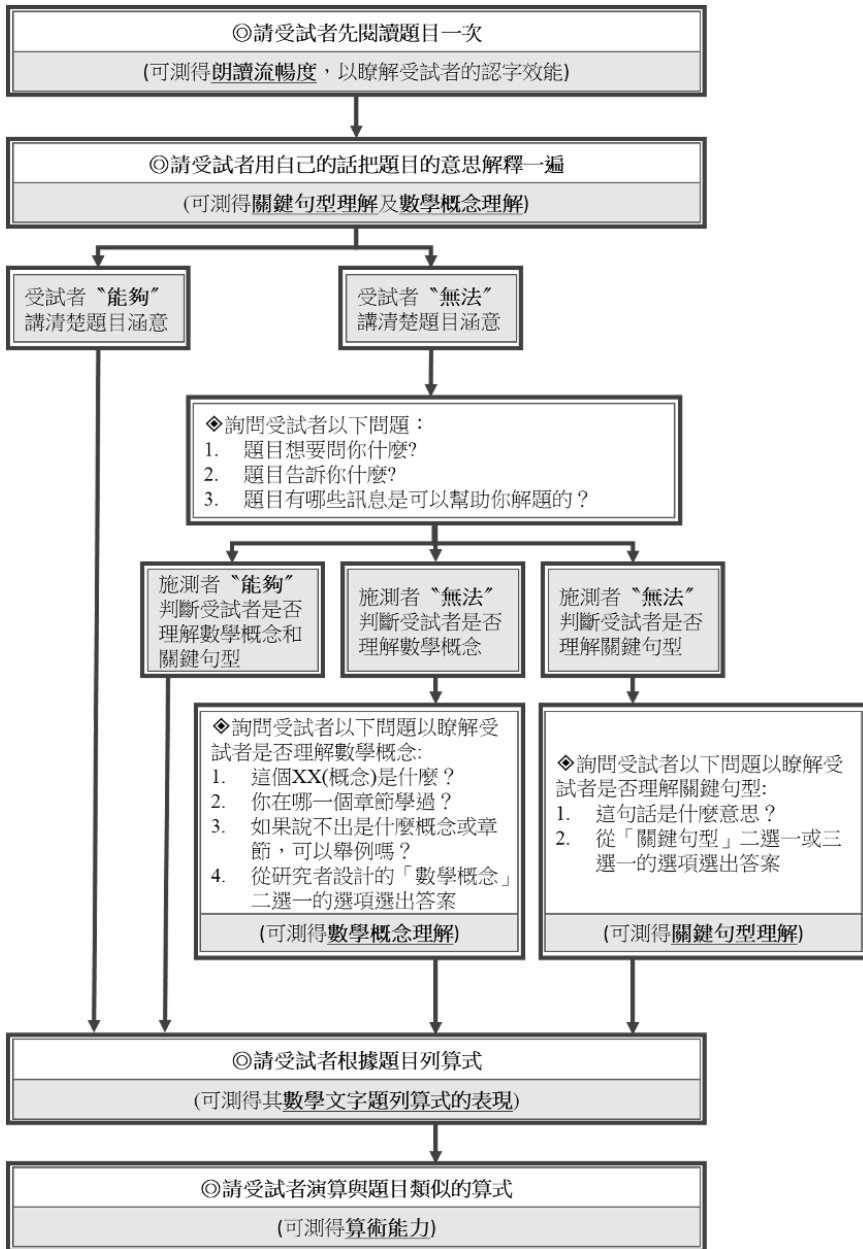 ◎請受試者先閱讀題目一次
(可測得朗讀流暢度，以瞭解受試者的認字效能)
◎請受試者用自己的話把題目的意思解釋一遍
(可測得關鍵句型理解及數學概念理解)
受試者〝能夠〞
講清楚題目涵意
受試者〝無法〞
講清楚題目涵意
◈詢問受試者以下問題：
1. 題目想要問你什麼?
2. 題目告訴你什麼?
3. 題目有哪些訊息是可以幫助你解題的？
施測者〝能夠〞
判斷受試者是否
理解數學概念和
關鍵句型
施測者〝無法〞
判斷受試者是否
理解數學概念
施測者〝無法〞
判斷受試者是否
理解關鍵句型
◈詢問受試者以下問題以瞭解受
試者是否理解數學概念:
1. 這個XX(概念)是什麼？
2. 你在哪一個章節學過？
3. 如果說不出是什麼概念或章
節，可以舉例嗎？
4. 從研究者設計的「數學概念」
二選一的選項選出答案
(可測得數學概念理解)
◈詢問受試者以下問題以瞭解受
試者是否理解關鍵句型:
1. 這句話是什麼意思？
2. 從「關鍵句型」二選一或三
選一的選項選出答案
(可測得關鍵句型理解)
◎請受試者根據題目列算式
(可測得其數學文字題列算式的表現)
◎請受試者演算與題目類似的算式
(可測得算術能力)